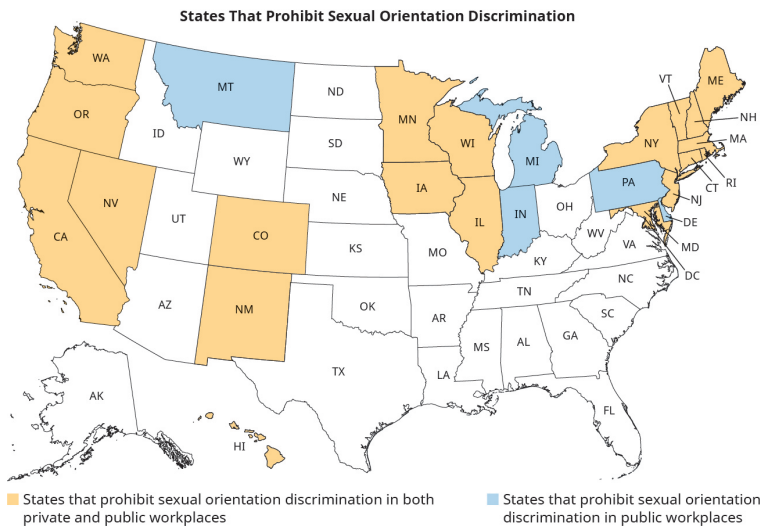 States That Prohibit Sexual Orientation Discrimination
WA
MT
ND
MN
VT
ME
OR
ID
SD
WI
NH
NY
MA
WY
MI
RI
CT
NE
IA
PA
NJ
NV
UT
IL
IN
OH
DE
CA
CO
KS
MO
WV
VA
MD
KY
DC
AZ
NM
OK
TN
NC
AR
SC
MS
AL
GA
TX
LA
AK
FL
HI
States that prohibit sexual orientation discrimination in both
private and public workplaces
States that prohibit sexual orientation
discrimination in public workplaces